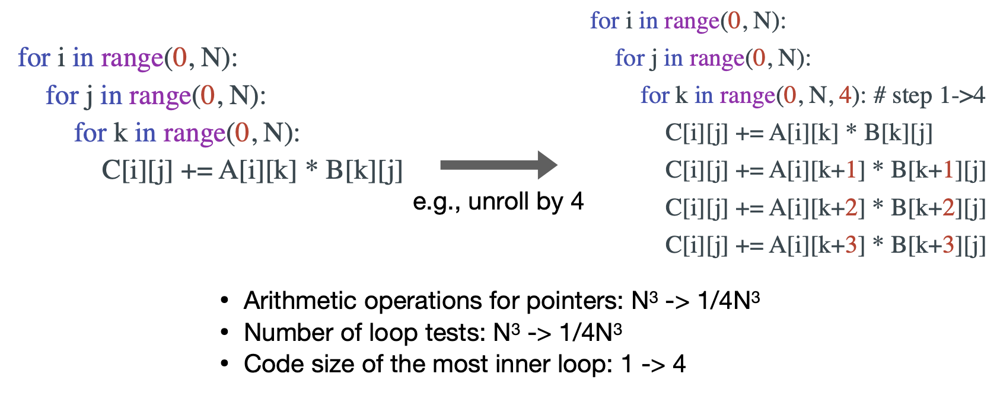 for i in range(0, N):
for j in range(0, N):
for k in range(0, N):
C[i][j] += A[i][k] * B[k][j]
e.g., unroll by 4
for i in range(0, N):
for j in range(0, N):
for k in range(0, N, 4): # step 1->4
C[i][j] += A[i][k] * B[k][j]
C[i][j] += A[i][k+1] * B[k+1][j]
C[i][j] += A[i][k+2] * B[k+2][j]
C[i][j] += A[i][k+3] * B[k+3][j]
• Arithmetic operations for pointers: N³ -> 1/4N³
• Number of loop tests: N³ -> 1/4N³
• Code size of the most inner loop: 1 -> 4